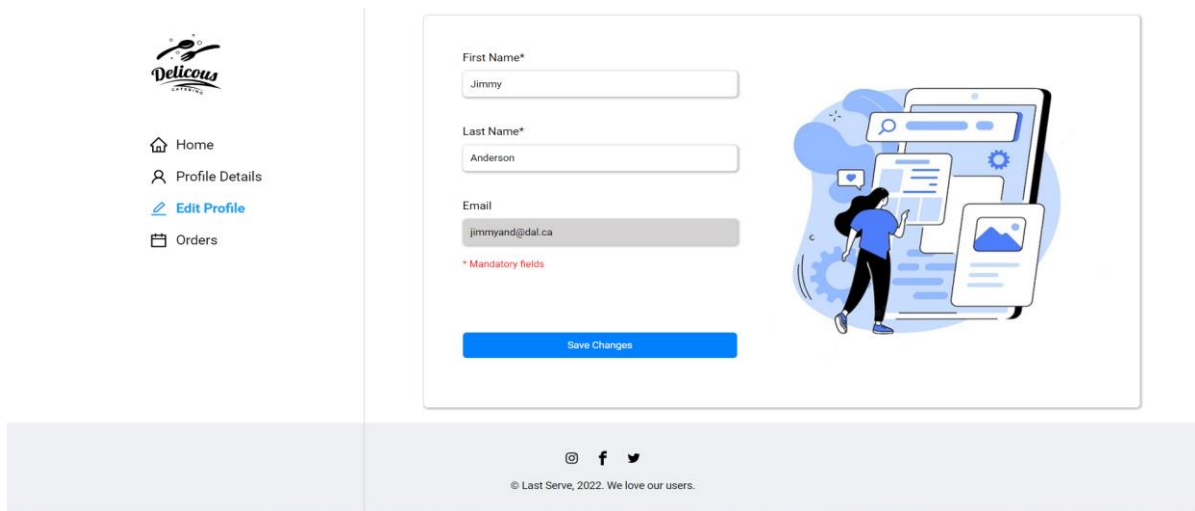 Delicous
CATERING
Home
Profile Details
Edit Profile
Orders
First Name*
Jimmy
Last Name*
Anderson
Email
jimmyand@dal.ca
* Mandatory fields
Save Changes
© Last Serve, 2022. We love our users.